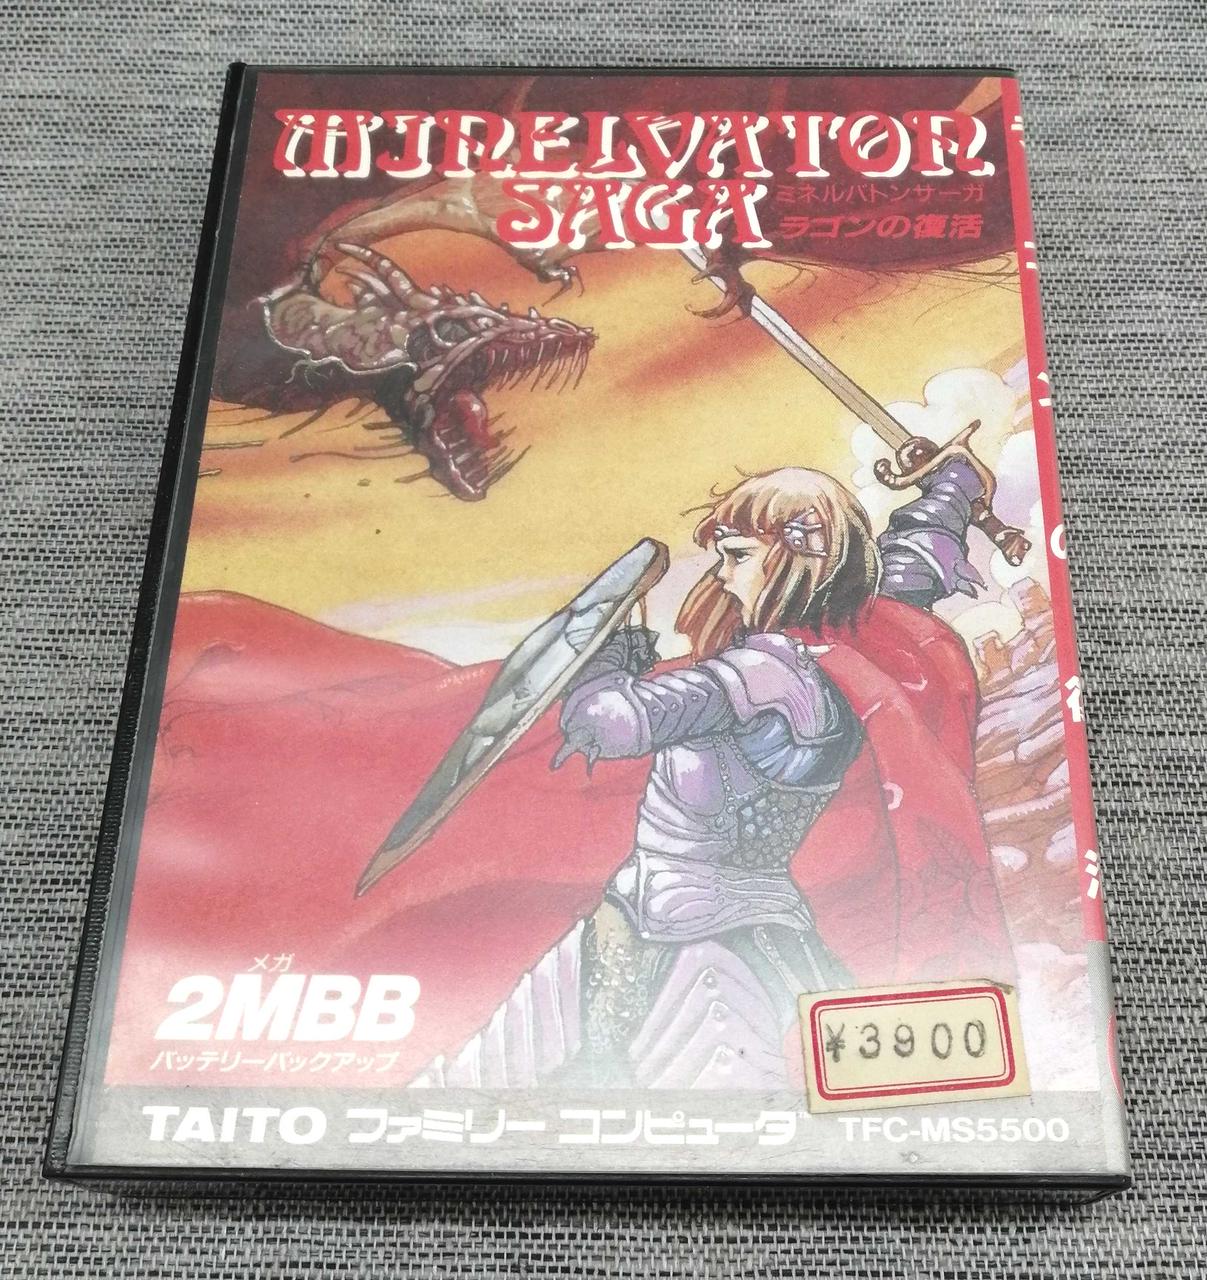 MINELVATON
SAGA
ミネルバトンサーガ
ラゴンの復活
メガ
2MBB
バッテリーバックアップ
¥3900
TAITO ファミリー コンピュータ™ TFC-MS5500